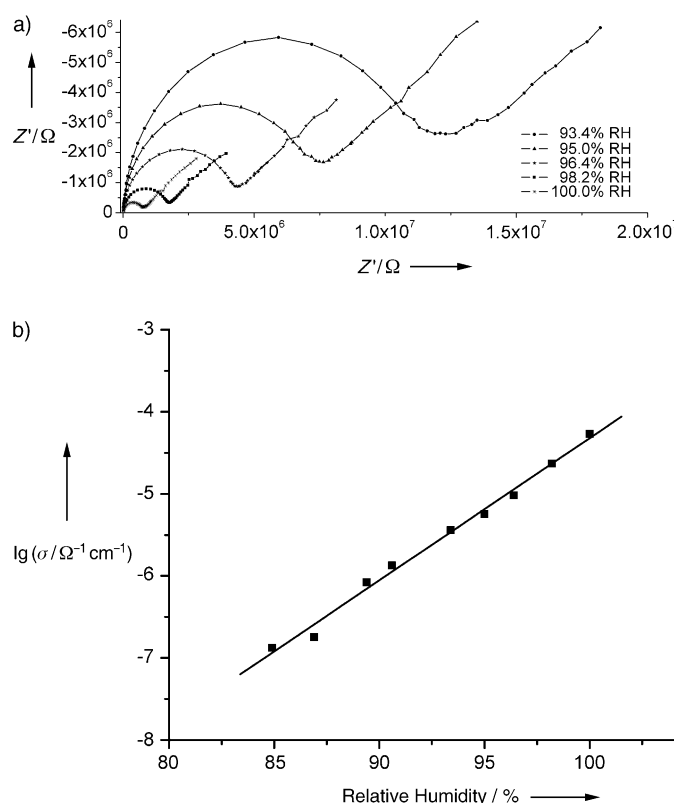 a)
-6x10⁶
-5x10⁶
-4x10⁶
-3x10⁶
-2x10⁶
-1x10⁶
0
Z'/Ω
93.4% RH
95.0% RH
96.4% RH
98.2% RH
100.0% RH
0 5.0x10⁶ 1.0x10⁷ 1.5x10⁷ 2.0x10
Z'/Ω
b)
-3
-4
-5
-6
-7
-8
lg (σ / Ω⁻¹ cm⁻¹)
80 85 90 95 100
Relative Humidity / %